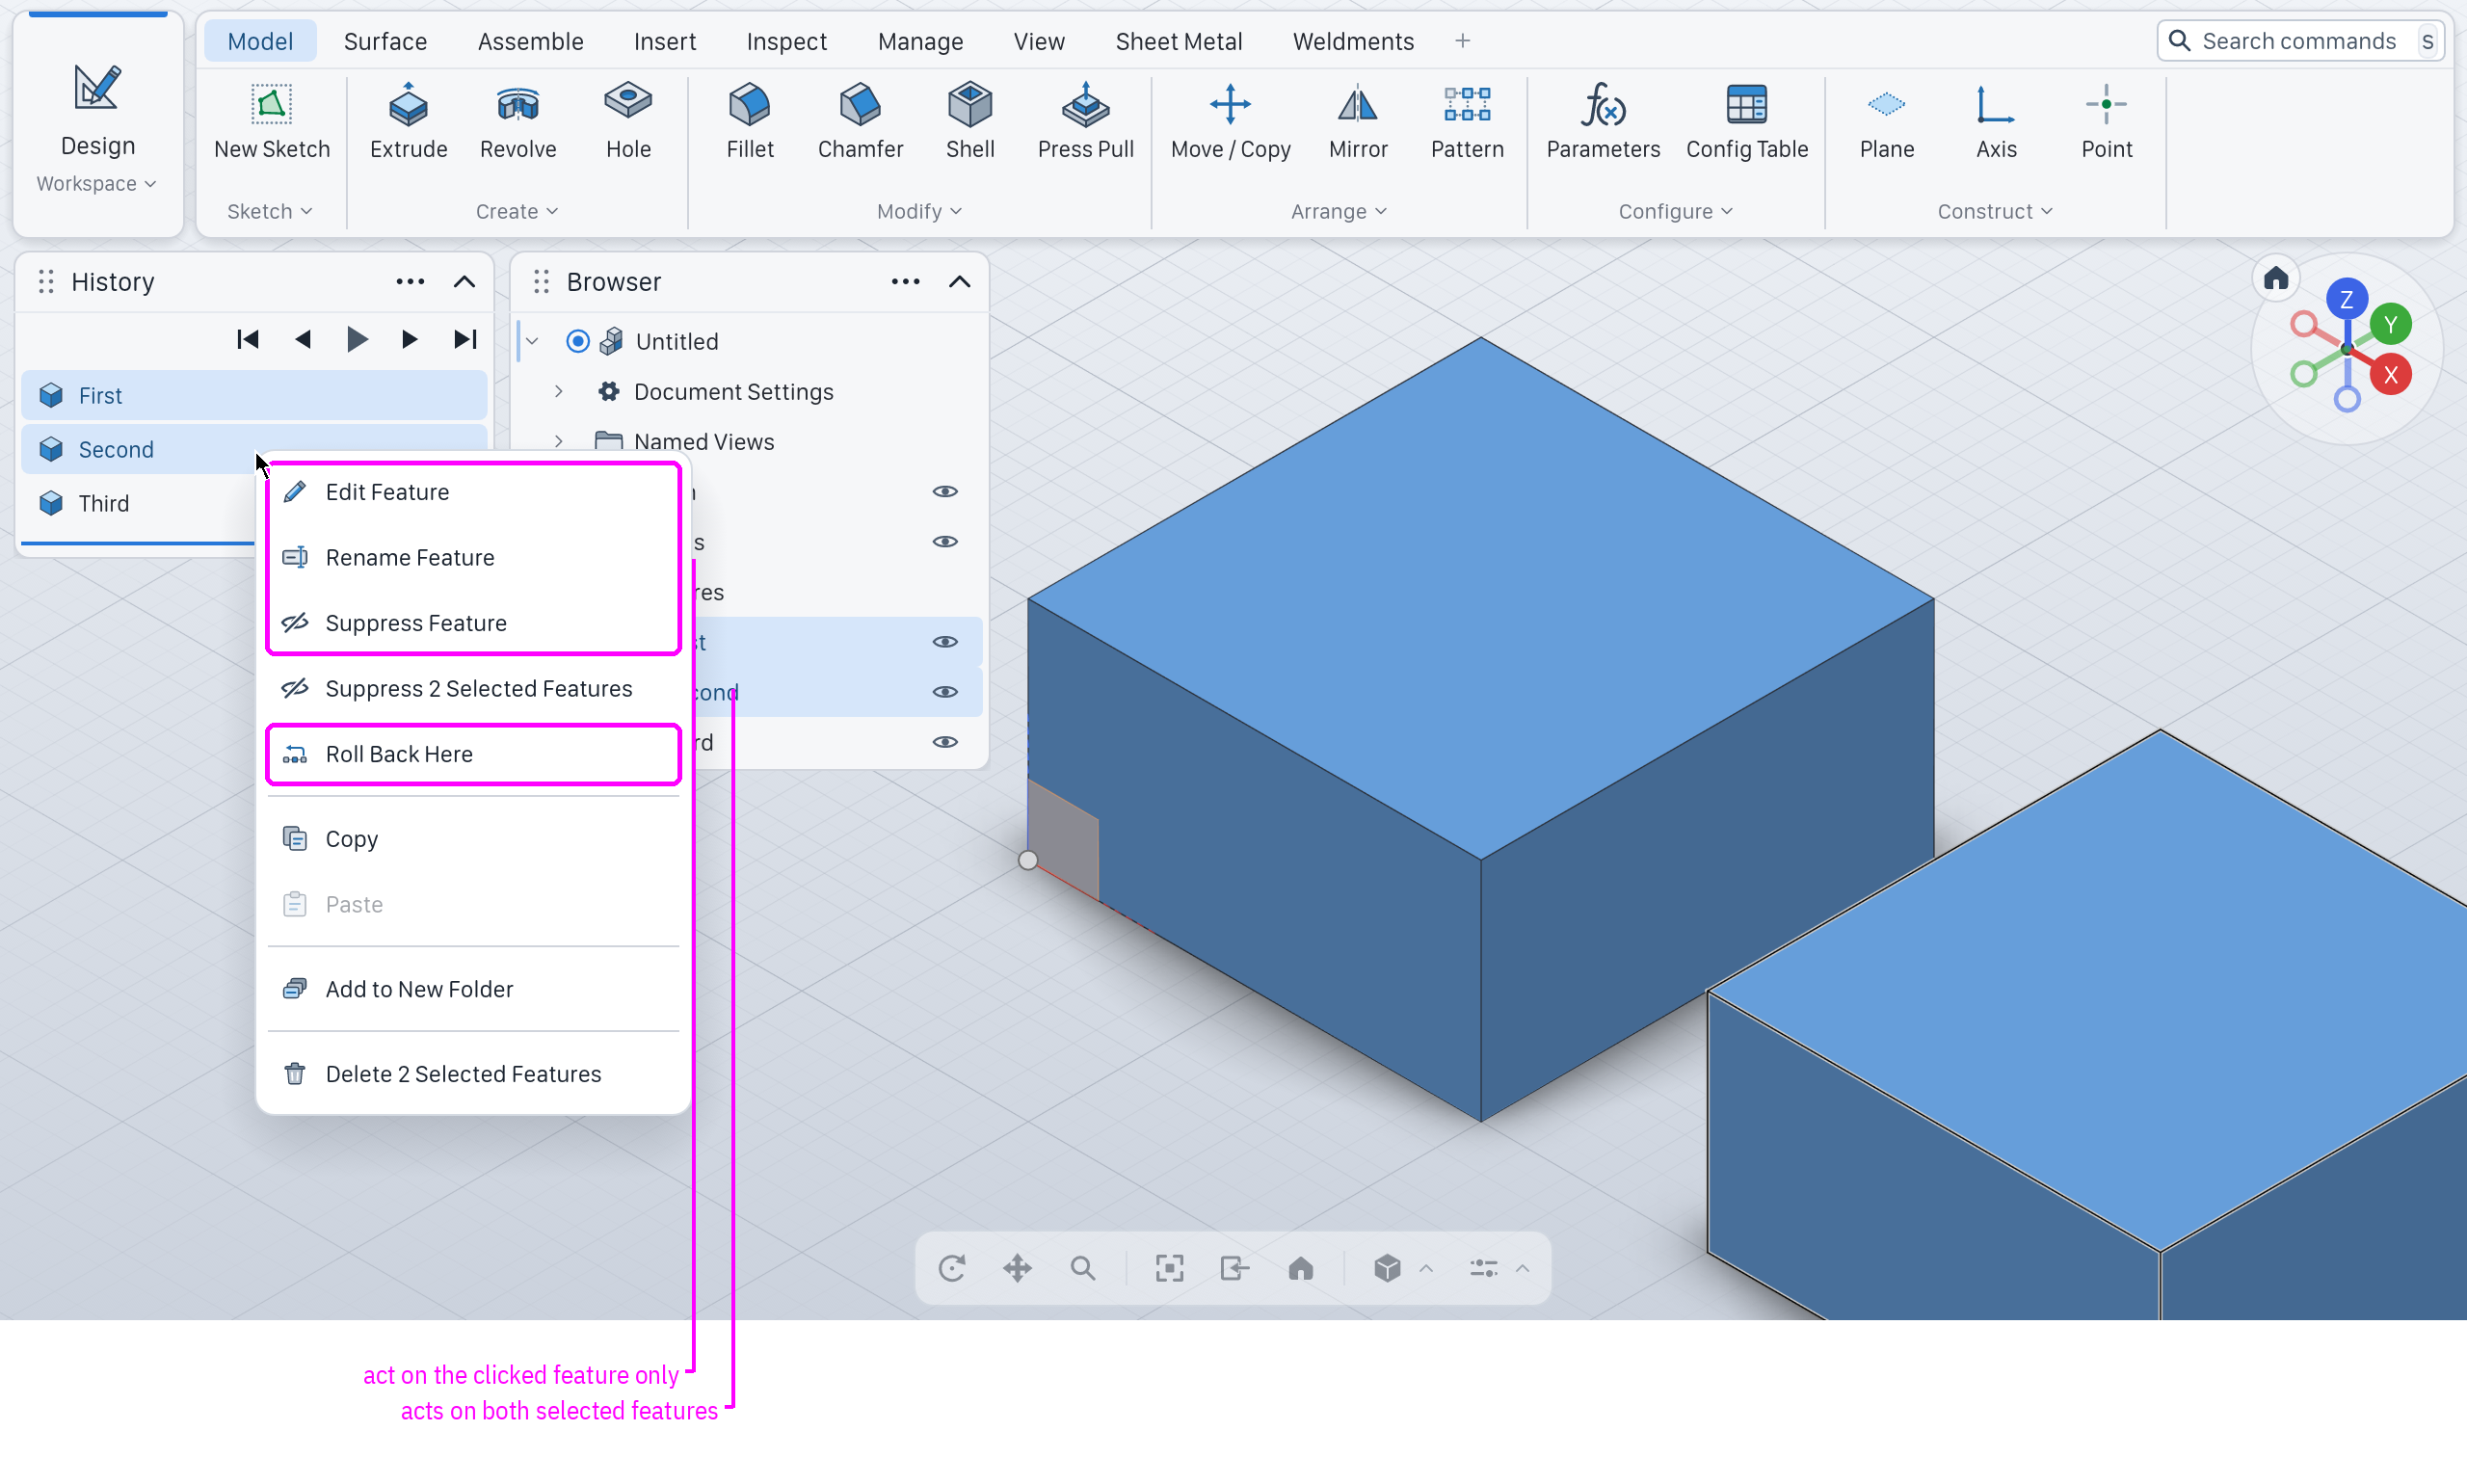 Model Surface Assemble Insert Inspect Manage View Sheet Metal Weldments +
Search commands S
Design
Workspace
New Sketch Extrude Revolve Hole Fillet Chamfer Shell Press Pull Move / Copy Mirror Pattern Parameters Config Table Plane Axis Point
Sketch Create Modify Arrange Configure Construct
History
First
Second
Third
Browser
Untitled
Document Settings
Named Views
s
res
st
cond
rd
Edit Feature
Rename Feature
Suppress Feature
Suppress 2 Selected Features
Roll Back Here
Copy
Paste
Add to New Folder
Delete 2 Selected Features
Z
Y
X
act on the clicked feature only
acts on both selected features